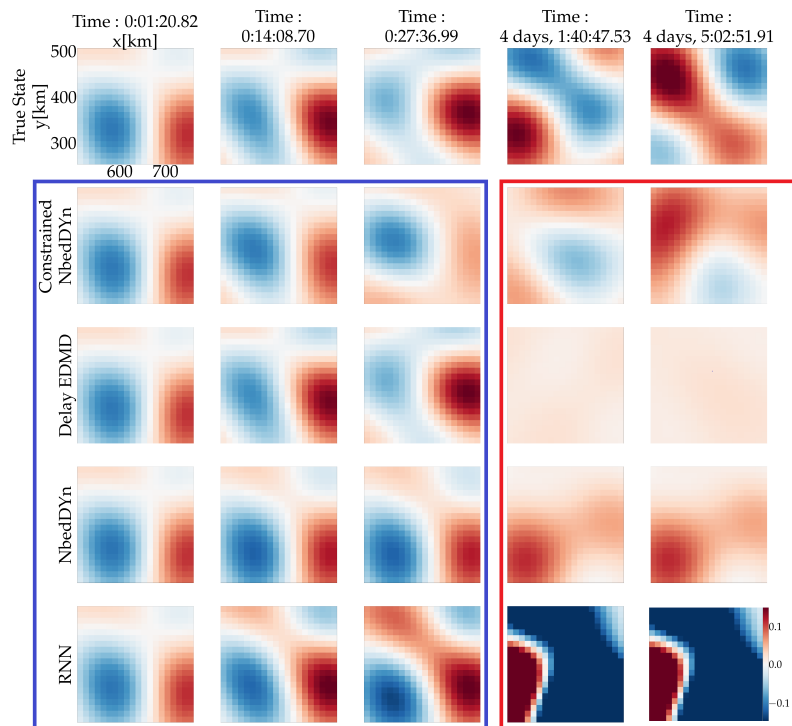 Time : 0:01:20.82
x[km]
Time :
0:14:08.70
Time :
0:27:36.99
Time :
4 days, 1:40:47.53
Time :
4 days, 5:02:51.91
True State
y[km]
500
400
300
600 700
Constrained
NbedDYn
Delay EDMD
NbedDYn
RNN
0.1
0.0
−0.1